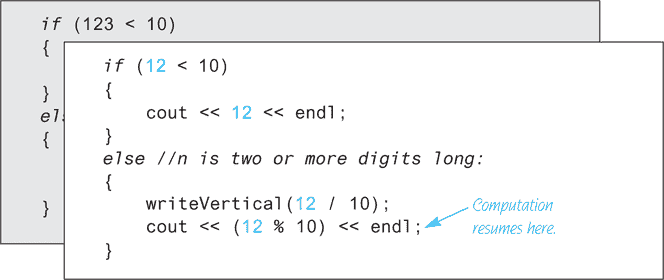 if (123 < 10)
{
}
els
{
}
if (12 < 10)
{
cout << 12 << endl;
}
else //n is two or more digits long:
{
writeVertical(12 / 10);
cout << (12 % 10) << endl;
}
Computation
resumes here.